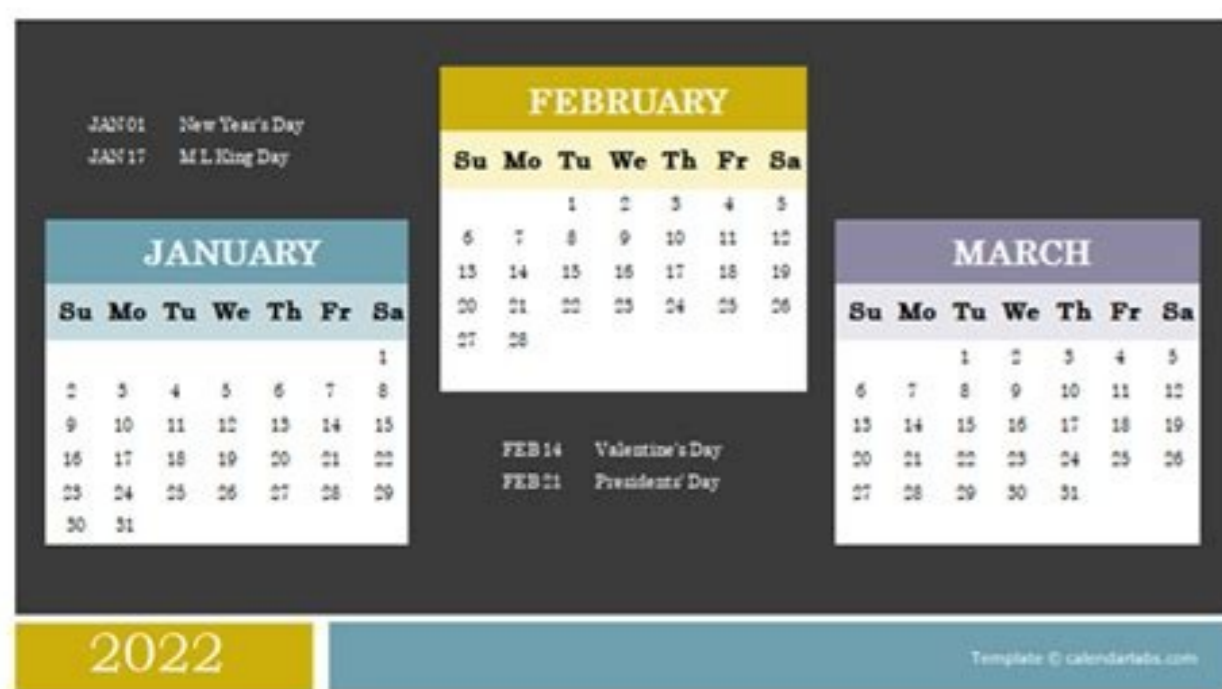 JAN 01 New Year's Day
JAN 17 M L King Day
JANUARY
Su Mo Tu We Th Fr Sa
1
2 3 4 5 6 7 8
9 10 11 12 13 14 15
16 17 18 19 20 21 22
23 24 25 26 27 28 29
30 31
FEBRUARY
Su Mo Tu We Th Fr Sa
1 2 3 4 5
6 7 8 9 10 11 12
13 14 15 16 17 18 19
20 21 22 23 24 25 26
27 28
FEB 14 Valentine's Day
FEB 21 Presidents' Day
MARCH
Su Mo Tu We Th Fr Sa
1 2 3 4 5
6 7 8 9 10 11 12
13 14 15 16 17 18 19
20 21 22 23 24 25 26
27 28 29 30 31
2022
Template © calendarlabs.com